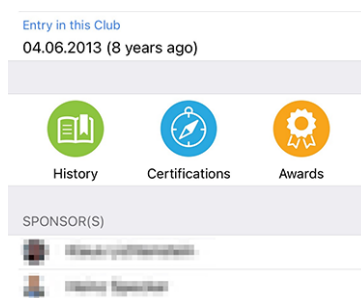 Entry in this Club
04.06.2013 (8 years ago)
History Certifications Awards
SPONSOR(S)